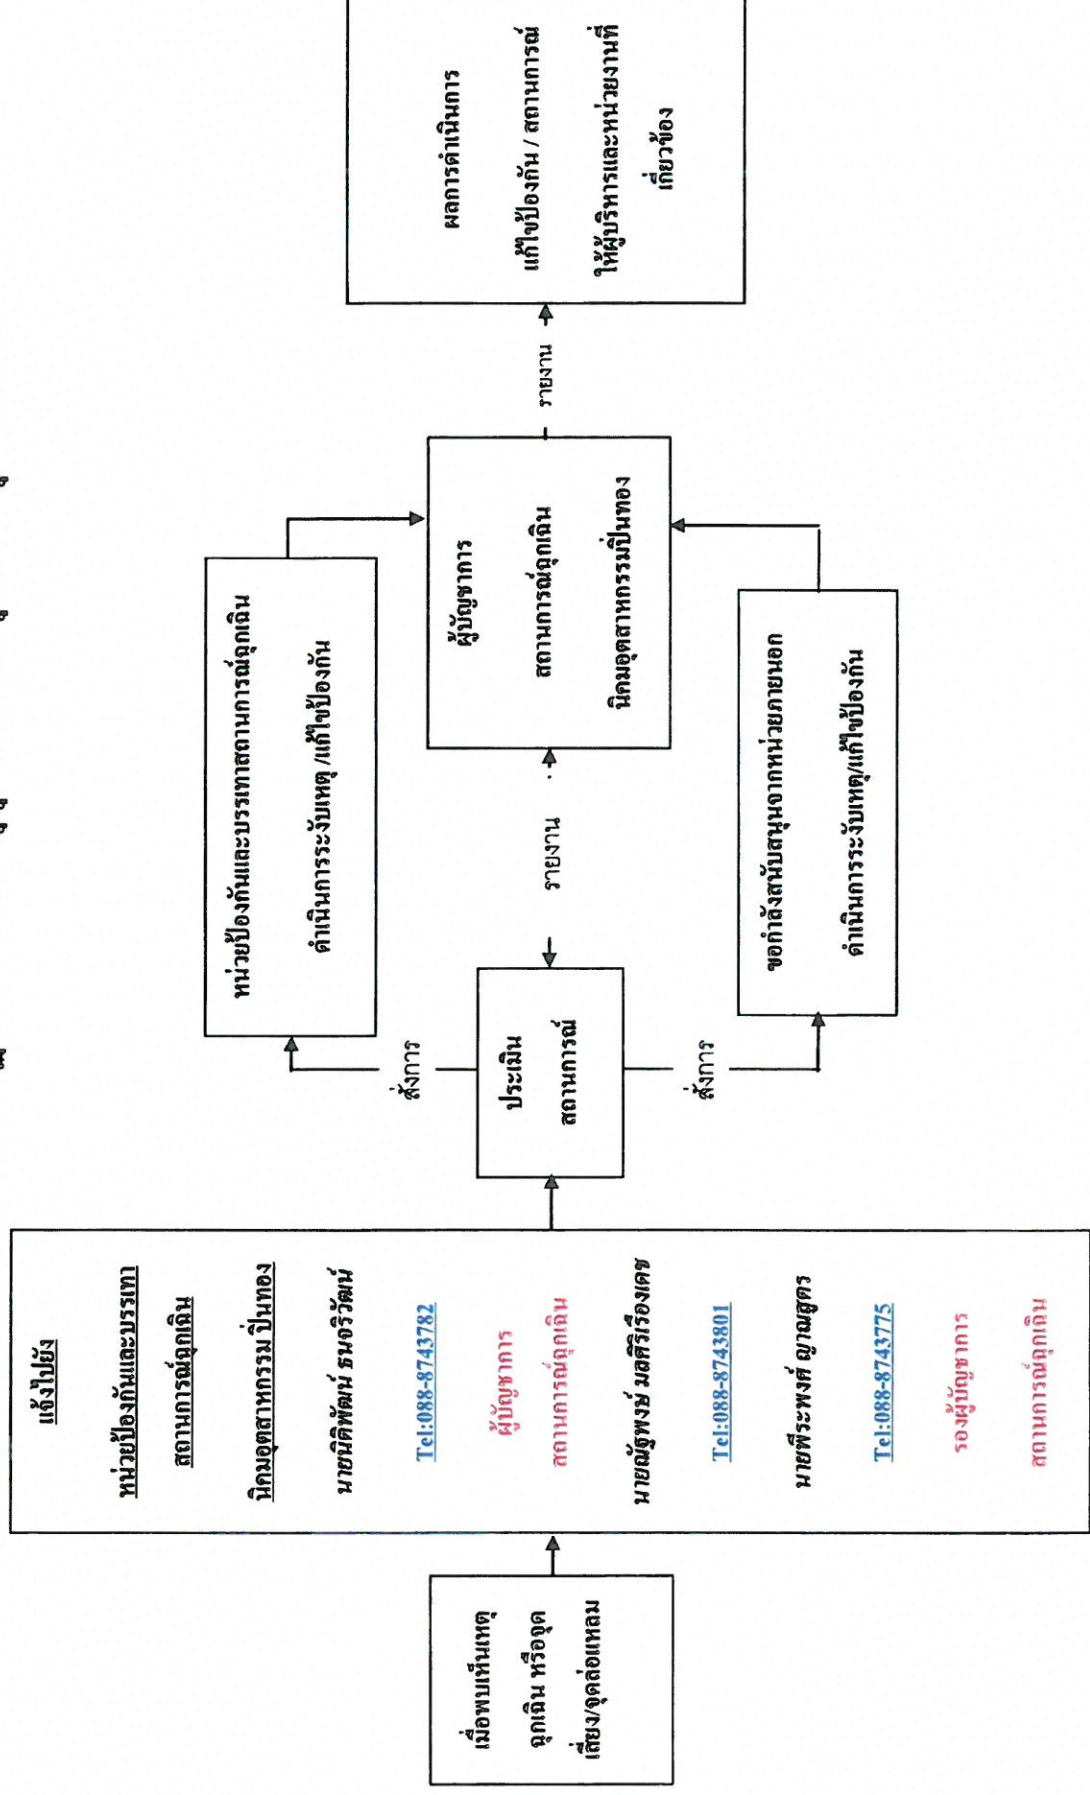 เมื่อพบเห็นเหตุ
ฉุกเฉิน หรือจุด
เสี่ยง/จุดล่อแหลม
แจ้งไปยัง
หน่วยป้องกันและบรรเทา
สถานการณ์ฉุกเฉิน
นิคมอุตสาหกรรม ปิ่นทอง
นายนิติพัฒน์ ธนจริวัฒน์
Tel:088-8743782
ผู้บัญชาการ
สถานการณ์ฉุกเฉิน
นายณัฐพงษ์ มลศิริเรืองเดช
Tel:088-8743801
นายพีระพงศ์ ญาณสูตร
Tel:088-8743775
รองผู้บัญชาการ
สถานการณ์ฉุกเฉิน
ประเมิน
สถานการณ์
สั่งการ
สั่งการ
หน่วยป้องกันและบรรเทาสถานการณ์ฉุกเฉิน
ดำเนินการระงับเหตุ /แก้ไขป้องกัน
รายงาน
ขอกำลังสนับสนุนจากหน่วยภายนอก
ดำเนินการระงับเหตุ/แก้ไขป้องกัน
ผู้บัญชาการ
สถานการณ์ฉุกเฉิน
นิคมอุตสาหกรรมปิ่นทอง
รายงาน
ผลการดำเนินการ
แก้ไขป้องกัน / สถานการณ์
ให้ผู้บริหารและหน่วยงานที่
เกี่ยวข้อง